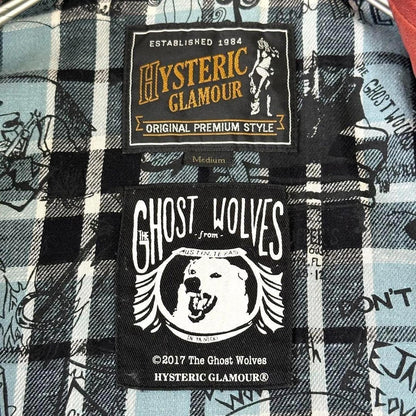 ESTABLISHED 1984
HYSTERIC
GLAMOUR
ORIGINAL PREMIUM STYLE
Medium
THE
GHOST WOLVES
-from-
AUSTIN, TEXAS
©2017 The Ghost Wolves
HYSTERIC GLAMOUR®
THE GHOST WOLVES
DON'T